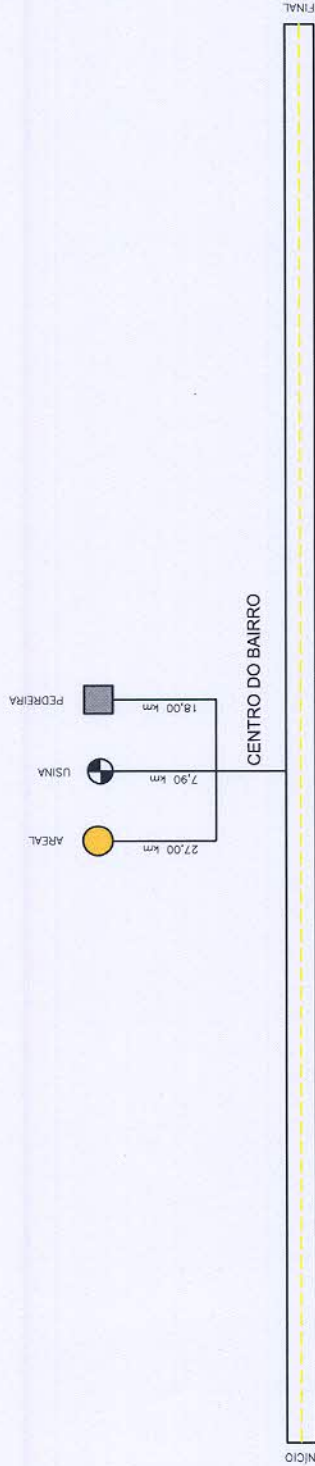 FINAL
PEDREIRA
18,00 km
USINA
7,90 km
CENTRO DO BAIRRO
AREAL
27,00 km
INÍCIO